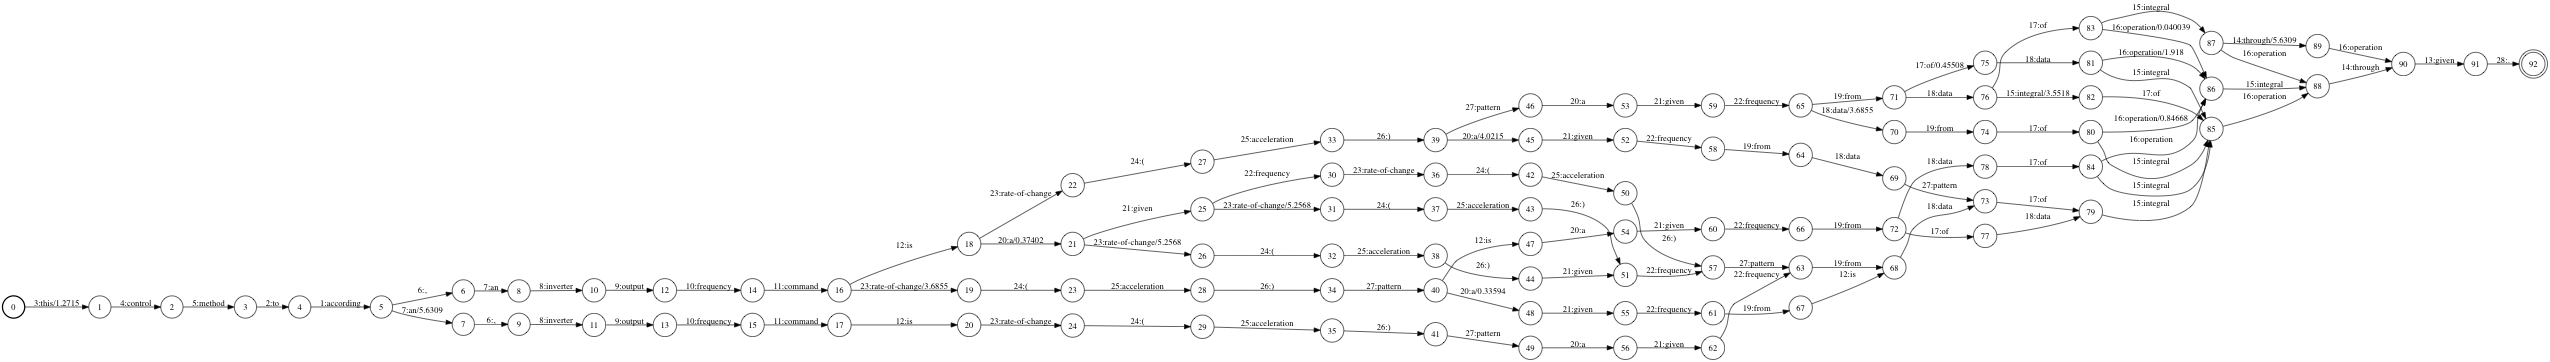 15:integral
17:of 83 16:operation/0.040039
87 14:through/5.6309 89 16:operation
16:operation
17:of/0.45508 75 18:data 81 16:operation/1.918
14:through 90 13:given 91 28:. 92
15:integral
86 15:integral 88
27:pattern 46 20:a 53 21:given 59 22:frequency 65 19:from 71 18:data 76 15:integral/3.5518 82 17:of
16:operation
18:data/3.6855 70 19:from 74 17:of 80 16:operation/0.84668
85
25:acceleration 33 26:) 39 20:a/4.0215 45 21:given 52 22:frequency 58 19:from 64
16:operation
24:( 27 18:data
18:data 78 17:of 84 15:integral
22:frequency 30 23:rate-of-change 36 24:( 42 25:acceleration 69
23:rate-of-change 22 50 27:pattern 15:integral
21:given 25 23:rate-of-change/5.2568 31 24:( 37 25:acceleration 43 26:) 73 17:of 79 15:integral
18:data 18:data
12:is 18 20:a/0.37402 21 23:rate-of-change/5.2568 12:is 47 20:a 54 21:given 60 22:frequency 66 19:from 72 17:of 77
26:)
26 24:( 32 25:acceleration 38 26:)
44 21:given 51 22:frequency 57 27:pattern 63 19:from 68
22:frequency 12:is
6:, 6 7:an 8 8:inverter 10 9:output 12 10:frequency 14 11:command 16 23:rate-of-change/3.6855 19 24:( 23 25:acceleration 28 26:) 34 27:pattern 40 20:a/0.33594
0 3:this/1.2715 1 4:control 2 5:method 3 2:to 4 1:according 5 7:an/5.6309
48 21:given 55 22:frequency 61 19:from 67
7 6:, 9 8:inverter 11 9:output 13 10:frequency 15 11:command 17 12:is 20 23:rate-of-change 24 24:( 29 25:acceleration 35 26:) 41 27:pattern
49 20:a 56 21:given 62